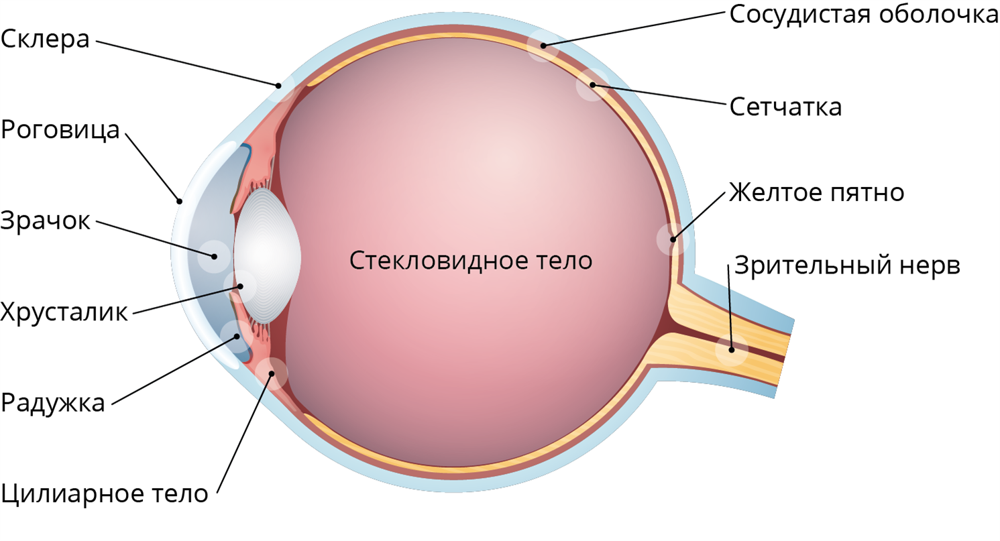 Склера
Роговица
Зрачок
Хрусталик
Радужка
Цилиарное тело
Стекловидное тело
Сосудистая оболочка
Сетчатка
Желтое пятно
Зрительный нерв